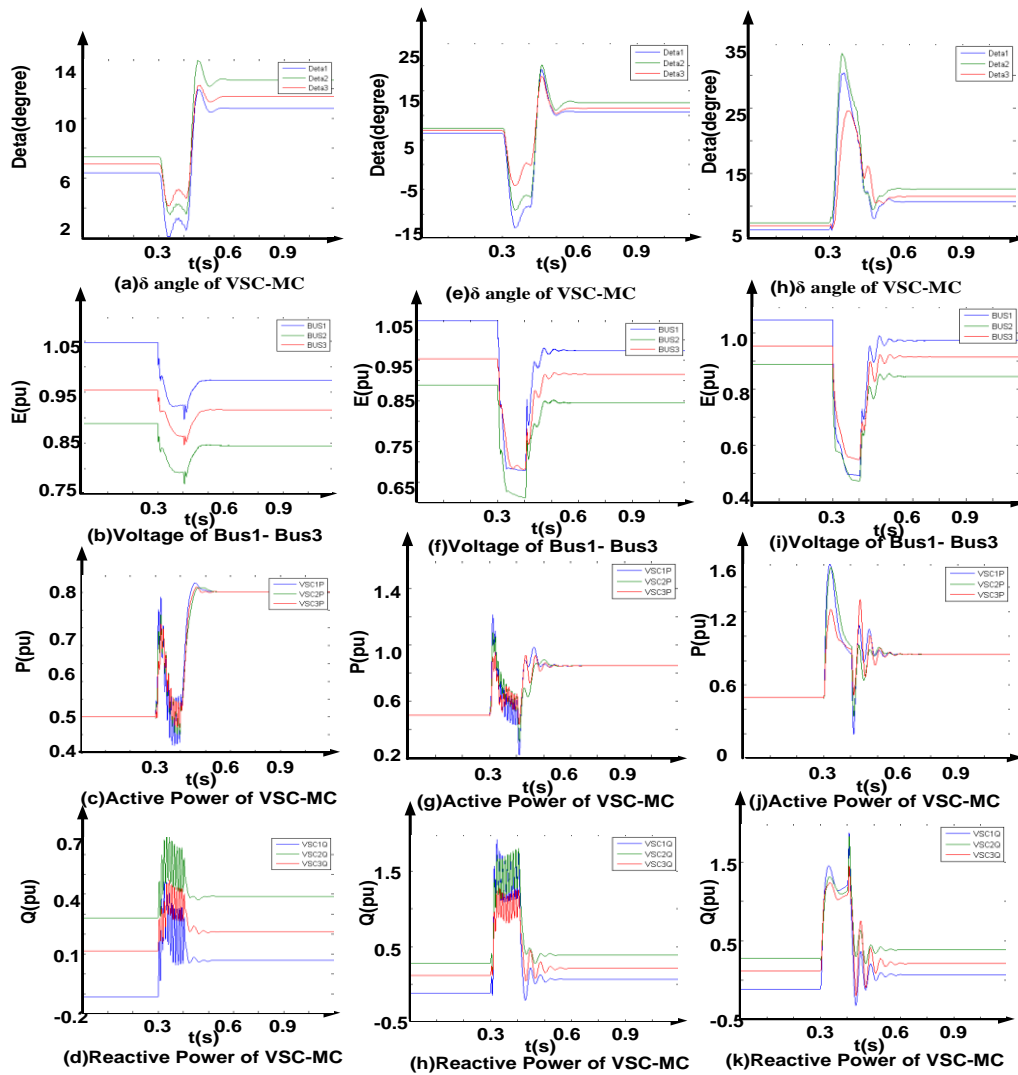 14
10
6
2
Deta(degree)
Deta1
Deta2
Deta3
0.3 0.6 0.9
t(s)
(a)δ angle of VSC-MC
25
15
5
-5
-15
Deta(degree)
Deta1
Deta2
Deta3
0.3 0.6 0.9
t(s)
(e)δ angle of VSC-MC
35
25
15
5
Deta(degree)
Deta1
Deta2
Deta3
0.3 0.6 0.9
t(s)
(h)δ angle of VSC-MC
1.05
0.95
0.85
0.75
E(pu)
BUS1
BUS2
BUS3
0.3 0.6 0.9
t(s)
(b)Voltage of Bus1- Bus3
1.05
0.95
0.85
0.75
0.65
E(pu)
BUS1
BUS2
BUS3
0.3 0.6 0.9
t(s)
(f)Voltage of Bus1- Bus3
1.0
0.8
0.6
0.4
E(pu)
BUS1
BUS2
BUS3
0.3 0.6 0.9
t(s)
(i)Voltage of Bus1- Bus3
0.8
0.7
0.6
0.5
0.4
P(pu)
VSC1P
VSC2P
VSC3P
0.3 0.6 0.9
t(s)
(c)Active Power of VSC-MC
1.4
1.0
0.6
0.2
P(pu)
VSC1P
VSC2P
VSC3P
0.3 0.6 0.9
t(s)
(g)Active Power of VSC-MC
1.6
1.2
0.6
0
P(pu)
VSC1P
VSC2P
VSC3P
0.3 0.6 0.9
t(s)
(j)Active Power of VSC-MC
0.7
0.4
0.1
-0.2
Q(pu)
VSC1Q
VSC2Q
VSC3Q
0.3 0.6 0.9
t(s)
(d)Reactive Power of VSC-MC
1.5
0.5
-0.5
Q(pu)
VSC1Q
VSC2Q
VSC3Q
0.3 0.6 0.9
t(s)
(h)Reactive Power of VSC-MC
1.5
0.5
-0.5
Q(pu)
VSC1Q
VSC2Q
VSC3Q
0.3 0.6 0.9
t(s)
(k)Reactive Power of VSC-MC